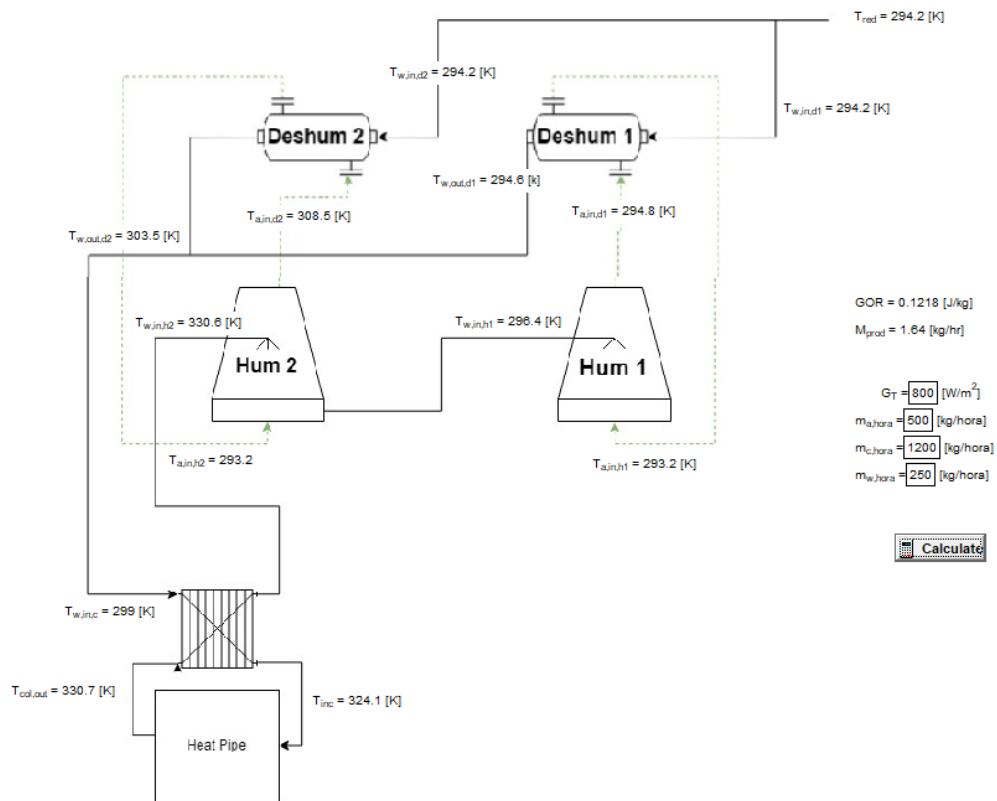 T_red = 294.2 [K]
T_w,in,d2 = 294.2 [K]
T_w,in,d1 = 294.2 [K]
Deshum 2
Deshum 1
T_w,out,d1 = 294.6 [k]
T_a,in,d2 = 308.5 [K]
T_a,in,d1 = 294.8 [K]
T_w,out,d2 = 303.5 [K]
GOR = 0.1218 [J/kg]
T_w,in,h2 = 330.6 [K]
T_w,in,h1 = 296.4 [K]
M_prod = 1.64 [kg/hr]
Hum 2
Hum 1
G_T = 800 [W/m²]
m_a,hora = 500 [kg/hora]
m_c,hora = 1200 [kg/hora]
m_w,hora = 250 [kg/hora]
T_a,in,h2 = 293.2
T_a,in,h1 = 293.2 [K]
Calculate
T_w,in,c = 299 [K]
T_col,out = 330.7 [K]
T_inc = 324.1 [K]
Heat Pipe